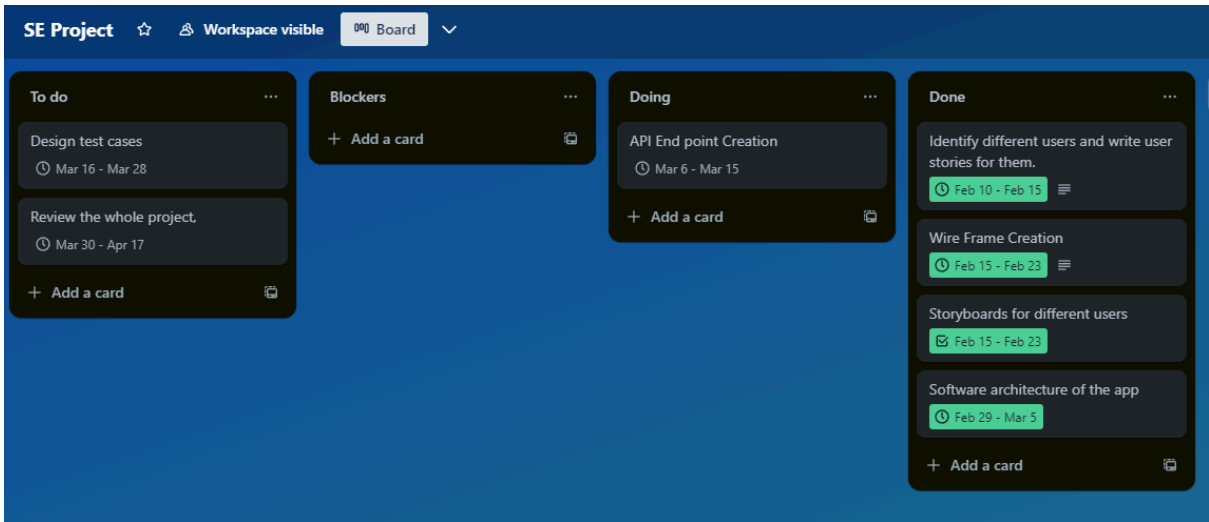 SE Project
Workspace visible
Board
To do
Design test cases
Mar 16 - Mar 28
Review the whole project,
Mar 30 - Apr 17
+ Add a card
Blockers
+ Add a card
Doing
API End point Creation
Mar 6 - Mar 15
+ Add a card
Done
Identify different users and write user
stories for them.
Feb 10 - Feb 15
Wire Frame Creation
Feb 15 - Feb 23
Storyboards for different users
Feb 15 - Feb 23
Software architecture of the app
Feb 29 - Mar 5
+ Add a card